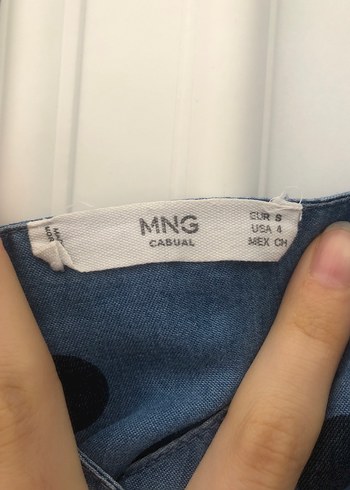 MNG
CASUAL
EUR S
USA 4
MEX CH